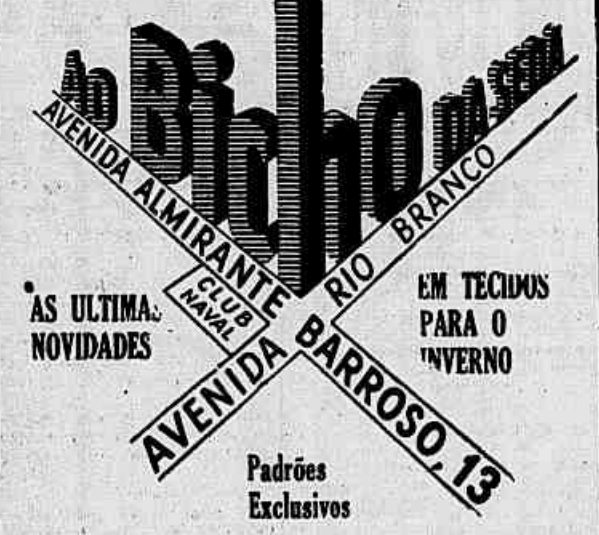 AO Bicho DA SEDA
AVENIDA ALMIRANTE BARROSO, 13
AVENIDA RIO BRANCO
CLUB
NAVAL
AS ULTIMAS
NOVIDADES
EM TECIDOS
PARA O
INVERNO
Padrões
Exclusivos